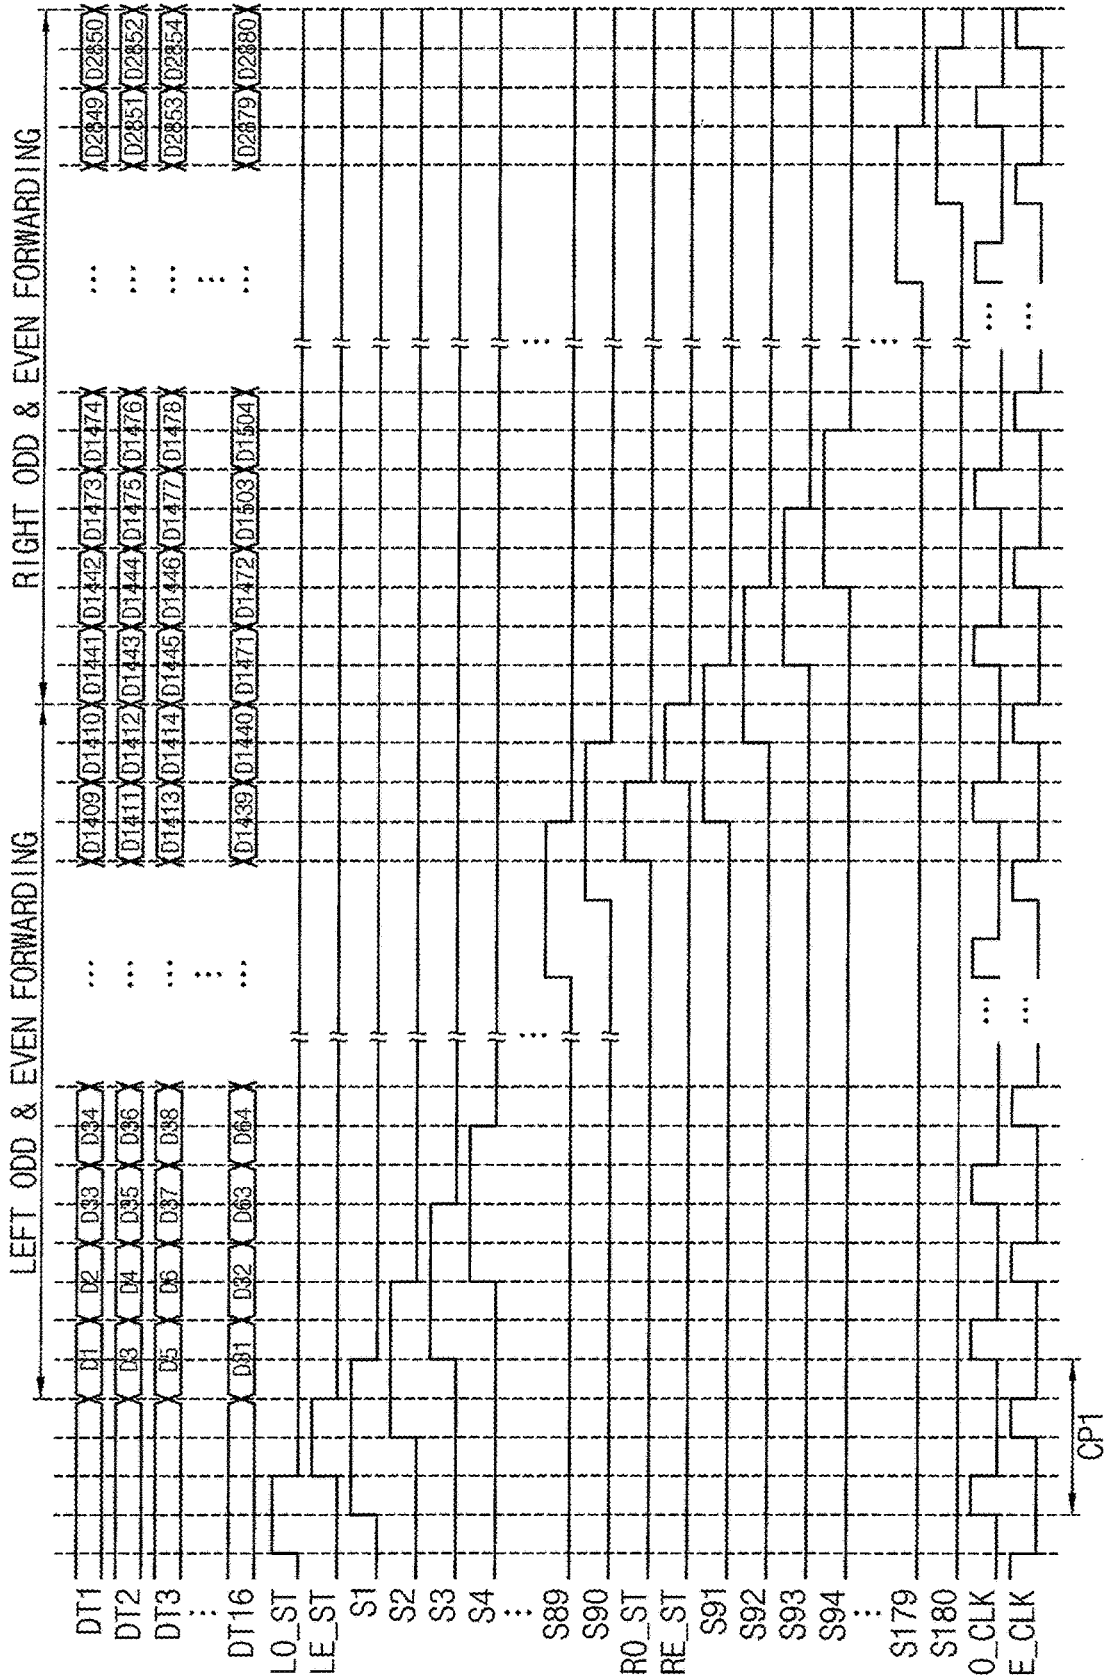 LEFT ODD & EVEN FORWARDING RIGHT ODD & EVEN FORWARDING
DT1 D1 D2 D33 D34 ... D1409 D1410 D1441 D1442 D1473 D1474 ... D2849 D2850
DT2 D3 D4 D35 D36 ... D1411 D1412 D1443 D1444 D1475 D1476 ... D2851 D2852
DT3 D5 D6 D37 D38 ... D1413 D1414 D1445 D1446 D1477 D1478 ... D2853 D2854
... ... ...
DT16 D31 D32 D63 D64 ... D1439 D1440 D1471 D1472 D1503 D1504 ... D2879 D2880
LO_ST
LE_ST
S1
S2
S3
S4
... ... ...
S89
S90
RO_ST
RE_ST
S91
S92
S93
S94
... ...
S179
S180
O_CLK ... ...
E_CLK ... ...
CP1